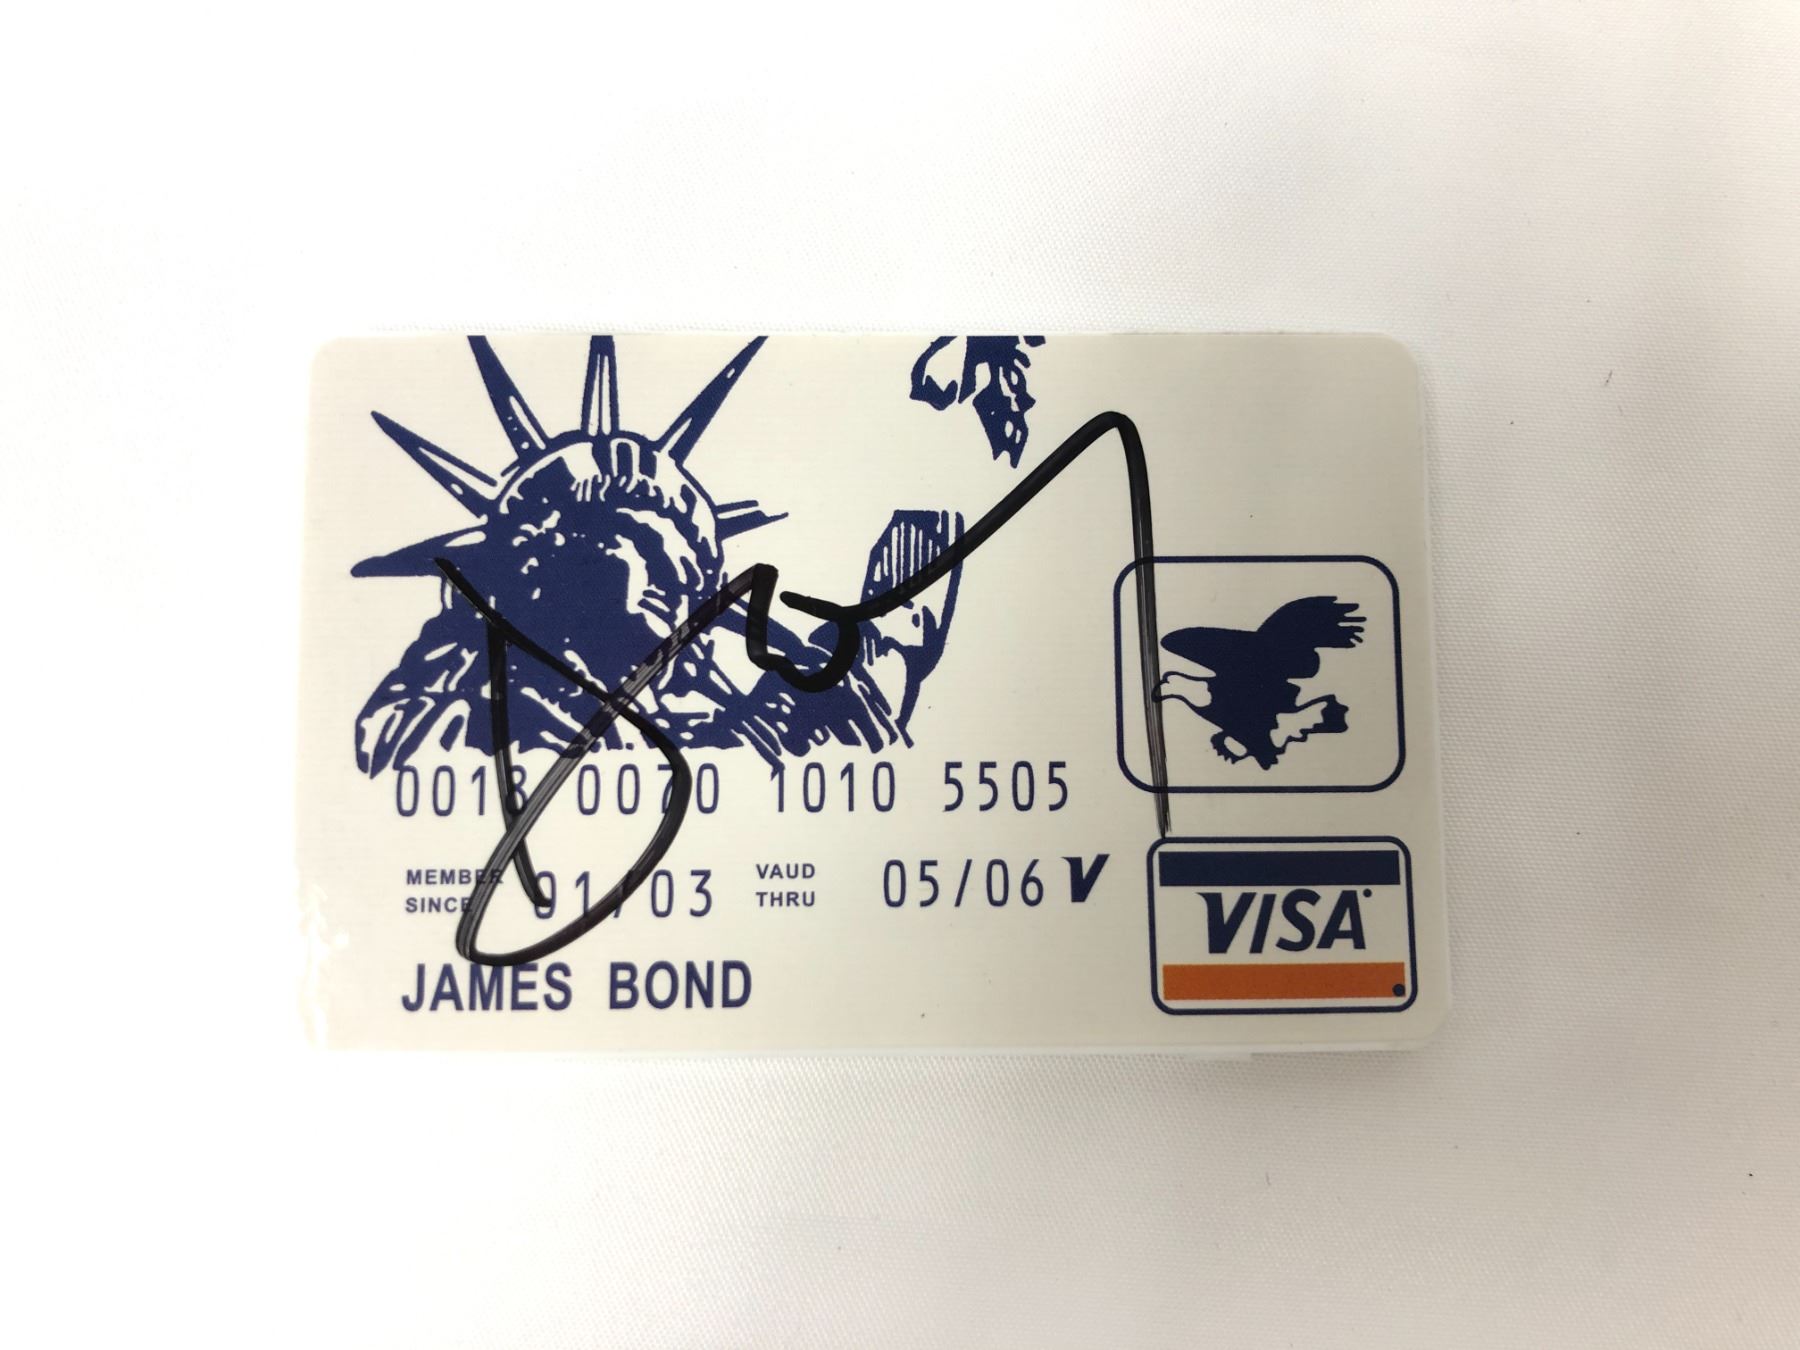 0018 0070 1010 5505
MEMBER SINCE 01/03 VAUD THRU 05/06 V
JAMES BOND
VISA